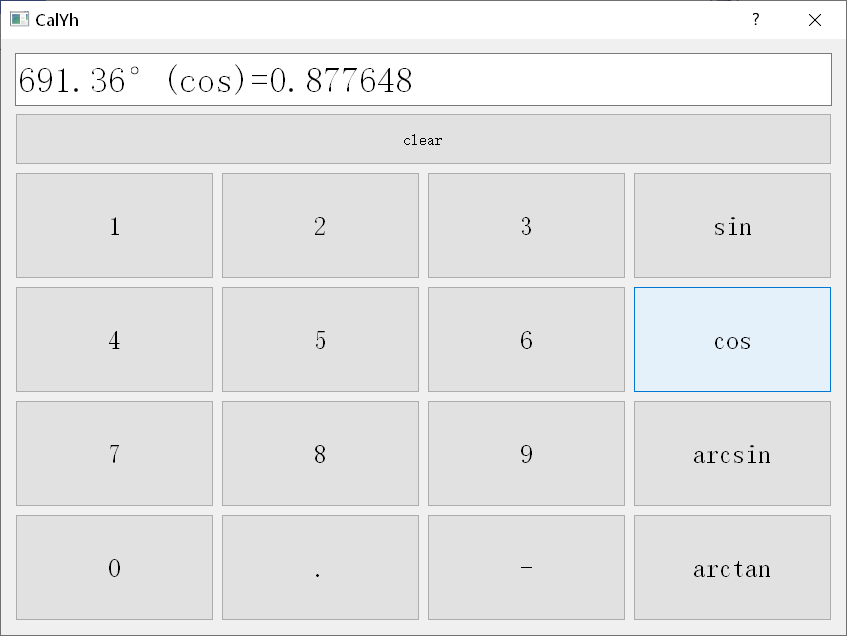 CalYh ?
691.36° (cos)=0.877648
clear
1 2 3 sin
4 5 6 cos
7 8 9 arcsin
0 . - arctan